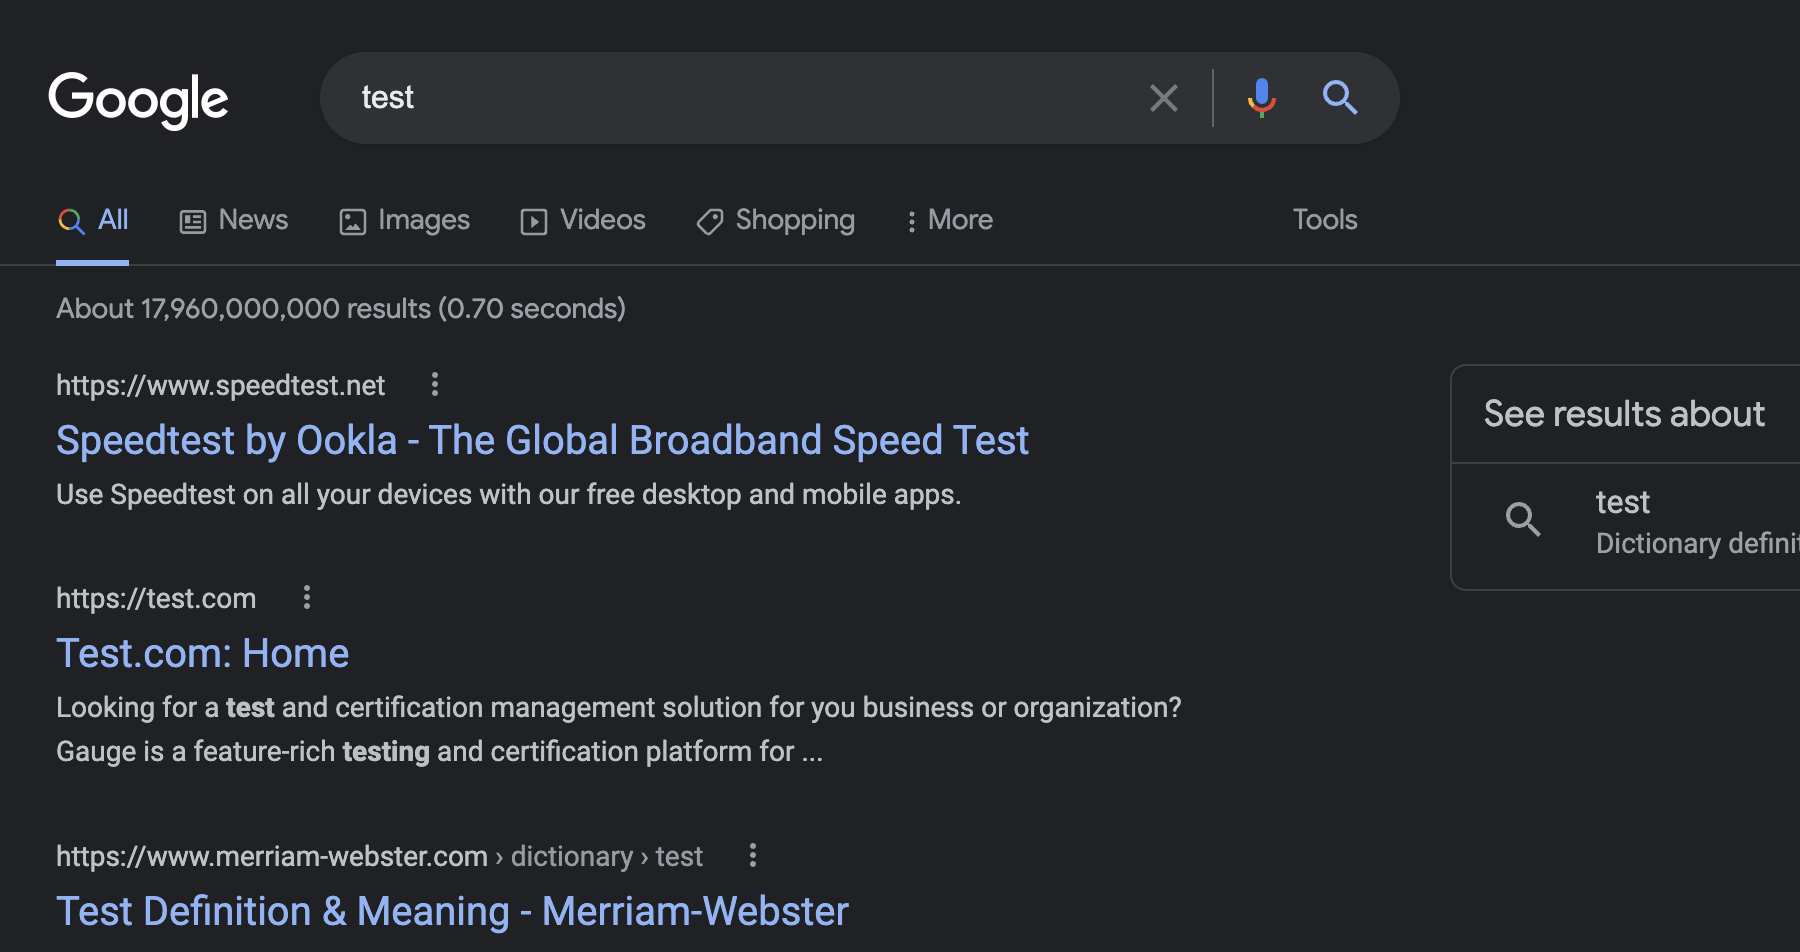 Google
test
All
News
Images
Videos
Shopping
More
Tools
About 17,960,000,000 results (0.70 seconds)
https://www.speedtest.net
Speedtest by Ookla - The Global Broadband Speed Test
Use Speedtest on all your devices with our free desktop and mobile apps.
See results about
test
Dictionary definit
https://test.com
Test.com: Home
Looking for a test and certification management solution for you business or organization?
Gauge is a feature-rich testing and certification platform for ...
https://www.merriam-webster.com › dictionary › test
Test Definition & Meaning - Merriam-Webster